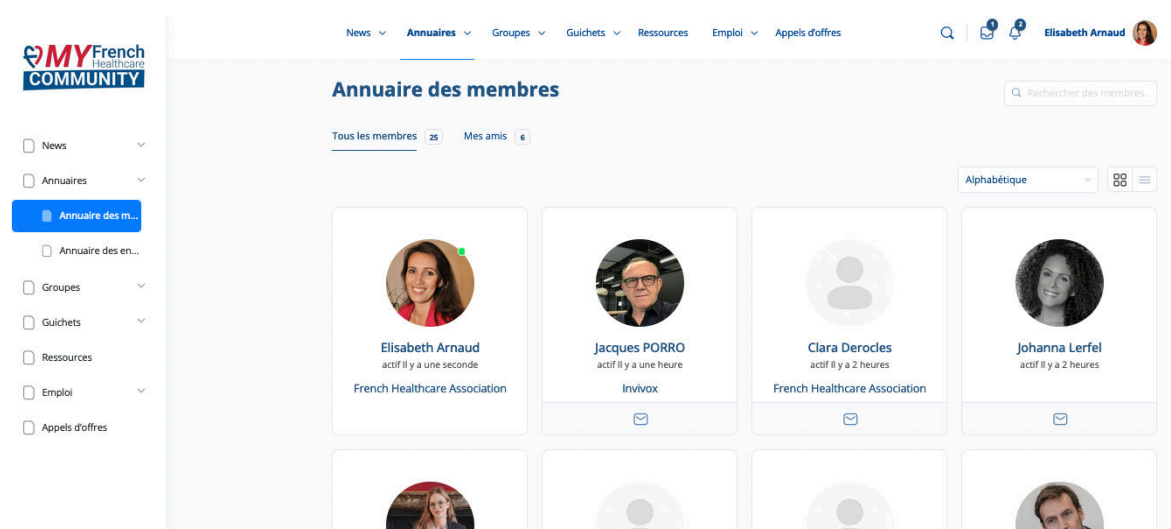 MY French
Healthcare
COMMUNITY
News
Annuaires
Annuaire des m...
Annuaire des en...
Groupes
Guichets
Ressources
Emploi
Appels d'offres
News Annuaires Groupes Guichets Ressources Emploi Appels d'offres 1 2 Elisabeth Arnaud
Annuaire des membres
Rechercher des membres..
Tous les membres 25 Mes amis 6
Alphabétique
Elisabeth Arnaud
actif Il y a une seconde
French Healthcare Association
Jacques PORRO
actif Il y a une heure
Invivox
Clara Derocles
actif Il y a 2 heures
French Healthcare Association
Johanna Lerfel
actif Il y a 2 heures